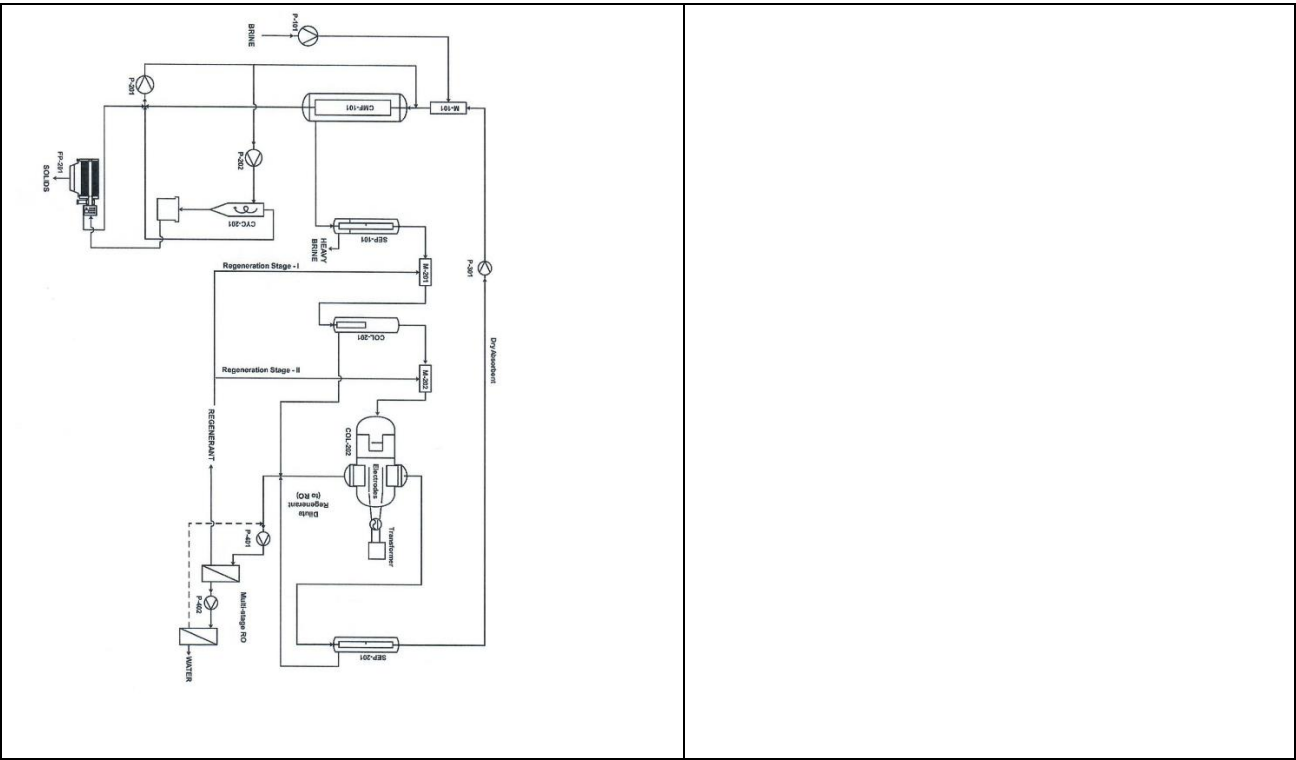 BRINE
P-101
P-201
CMF-101
M-101
P-202
FP-201
SOLIDS
CYC-201
SEP-101
HEAVY
BRINE
M-201
P-301
Regeneration Stage - I
COL-201
Dry Absorbent
M-202
Regeneration Stage - II
REGENERANT
COL-202
Electrodes
Dilute
Regenerant
(to RO)
Transformer
P-401
P-402
Multi-stage RO
WATER
SEP-201